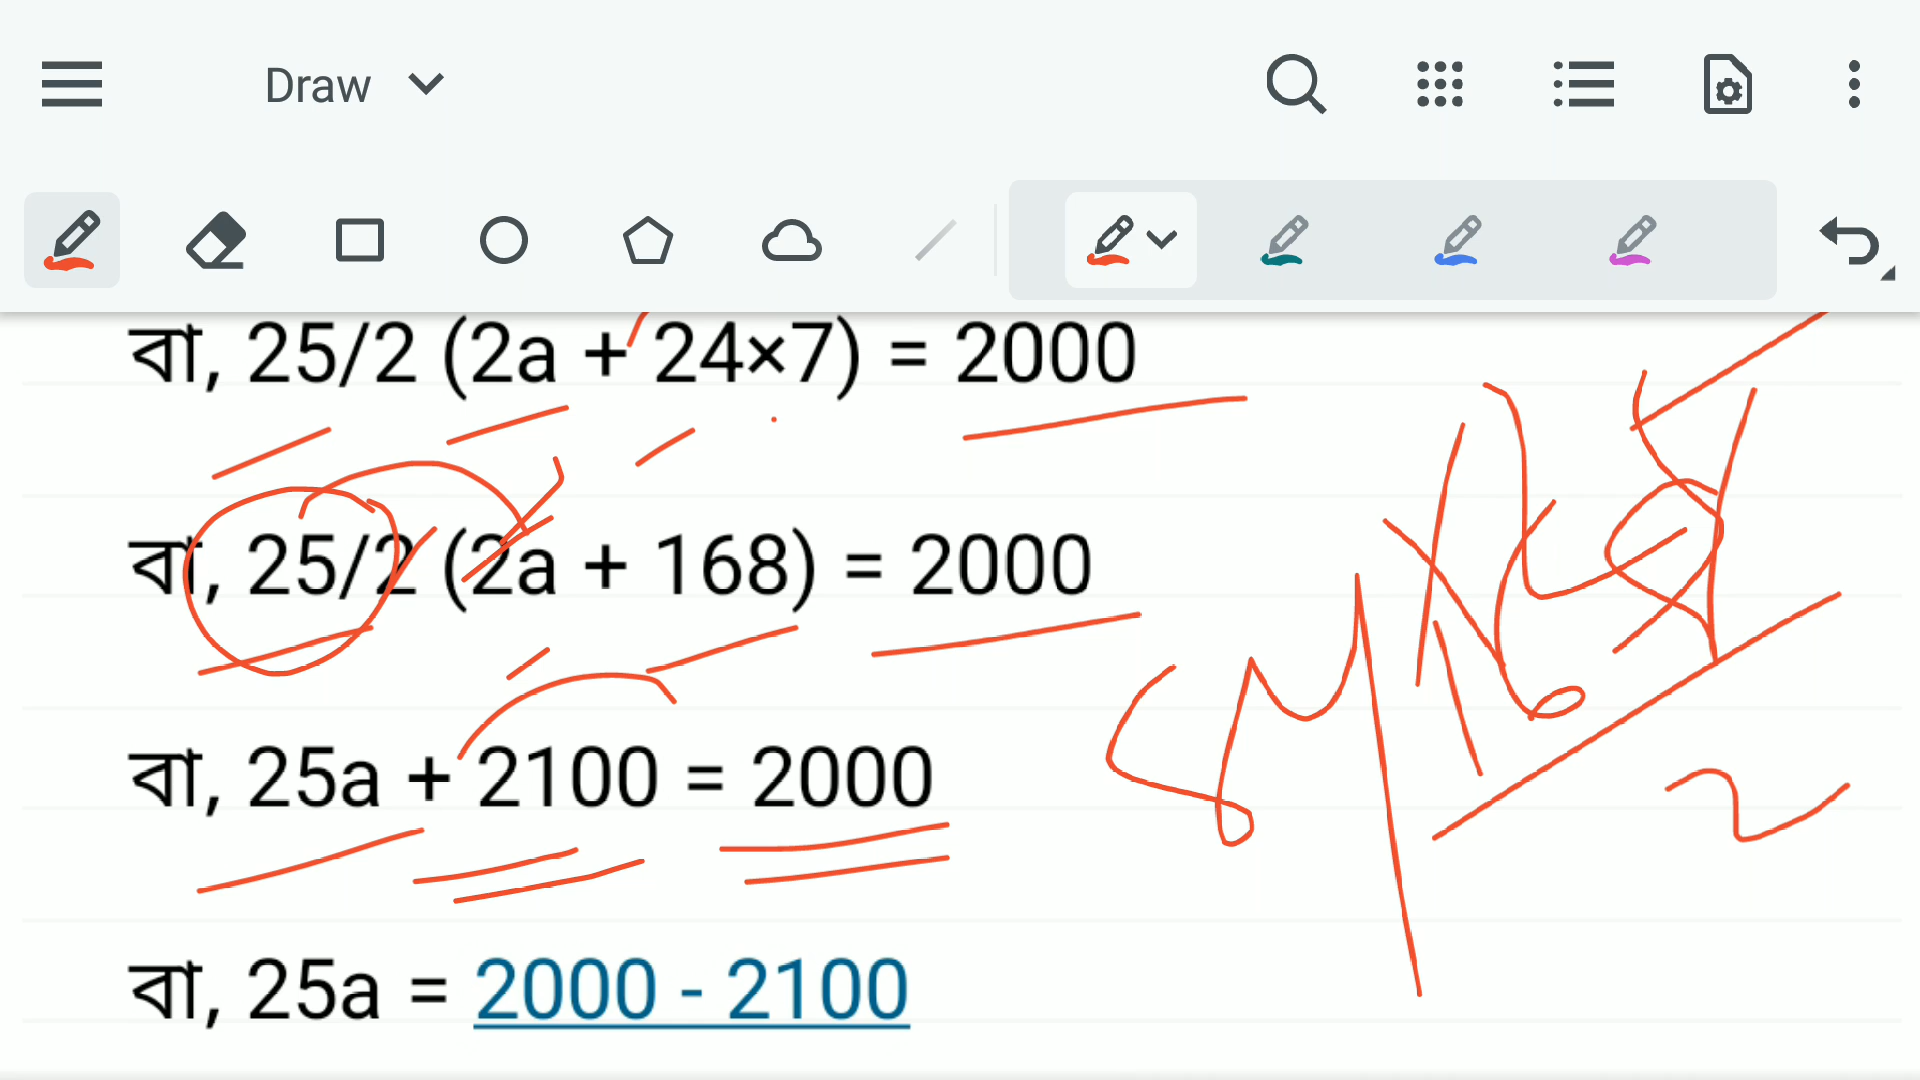 Draw
বা, 25/2 (2a + 24×7) = 2000
বা, 25/2 (2a + 168) = 2000
বা, 25a + 2100 = 2000
বা, 25a = 2000 - 2100